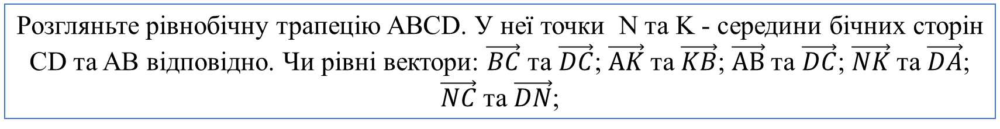 Розгляньте рівнобічну трапецію ABCD. У неї точки N та K - середини бічних сторін
CD та AB відповідно. Чи рівні вектори: $\overrightarrow{BC}$ та $\overrightarrow{DC}$; $\overrightarrow{AK}$ та $\overrightarrow{KB}$; $\overrightarrow{AB}$ та $\overrightarrow{DC}$; $\overrightarrow{NK}$ та $\overrightarrow{DA}$;
$\overrightarrow{NC}$ та $\overrightarrow{DN}$;